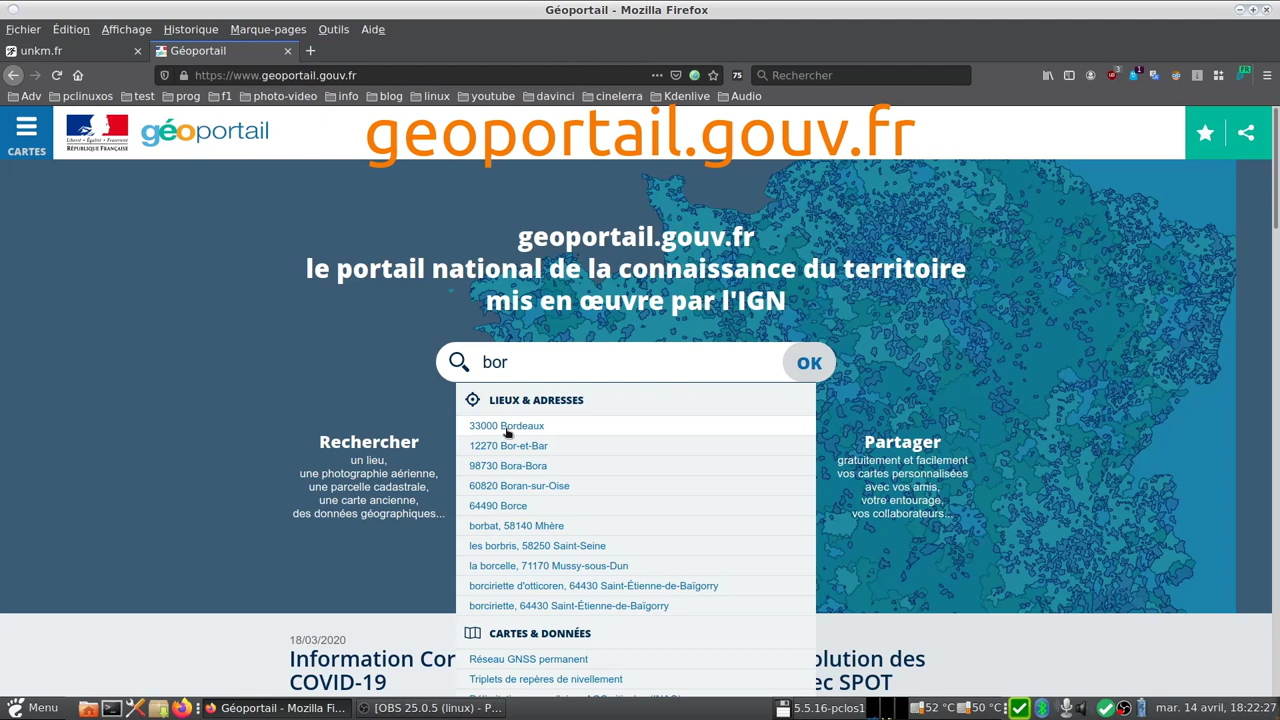 Géoportail - Mozilla Firefox
Fichier Édition Affichage Historique Marque-pages Outils Aide
unkm.fr
Géoportail
https://www.geoportail.gouv.fr
75
Rechercher
3
1
FR
Adv pclinuxos test prog f1 photo-video info blog linux youtube davinci cinelerra Kdenlive Audio
CARTES
RÉPUBLIQUE FRANÇAISE
géoportail
geoportail.gouv.fr
geoportail.gouv.fr
le portail national de la connaissance du territoire
mis en œuvre par l'IGN
bor
OK
LIEUX & ADRESSES
33000 Bordeaux
12270 Bor-et-Bar
98730 Bora-Bora
60820 Boran-sur-Oise
64490 Borce
borbat, 58140 Mhère
les borbris, 58250 Saint-Seine
la borcelle, 71170 Mussy-sous-Dun
borciriette d'otticoren, 64430 Saint-Étienne-de-Baïgorry
borciriette, 64430 Saint-Étienne-de-Baïgorry
CARTES & DONNÉES
Réseau GNSS permanent
Triplets de repères de nivellement
Rechercher
un lieu,
une photographie aérienne,
une parcelle cadastrale,
une carte ancienne,
des données géographiques...
Partager
gratuitement et facilement
vos cartes personnalisées
avec vos amis,
votre entourage,
vos collaborateurs...
18/03/2020
Information Cor
COVID-19
olution des
ec SPOT
Menu
Géoportail - Mozilla Fi...
[OBS 25.0.5 (linux) - P...
5.5.16-pclos1
52 °C
50 °C
mar. 14 avril, 18:22:27